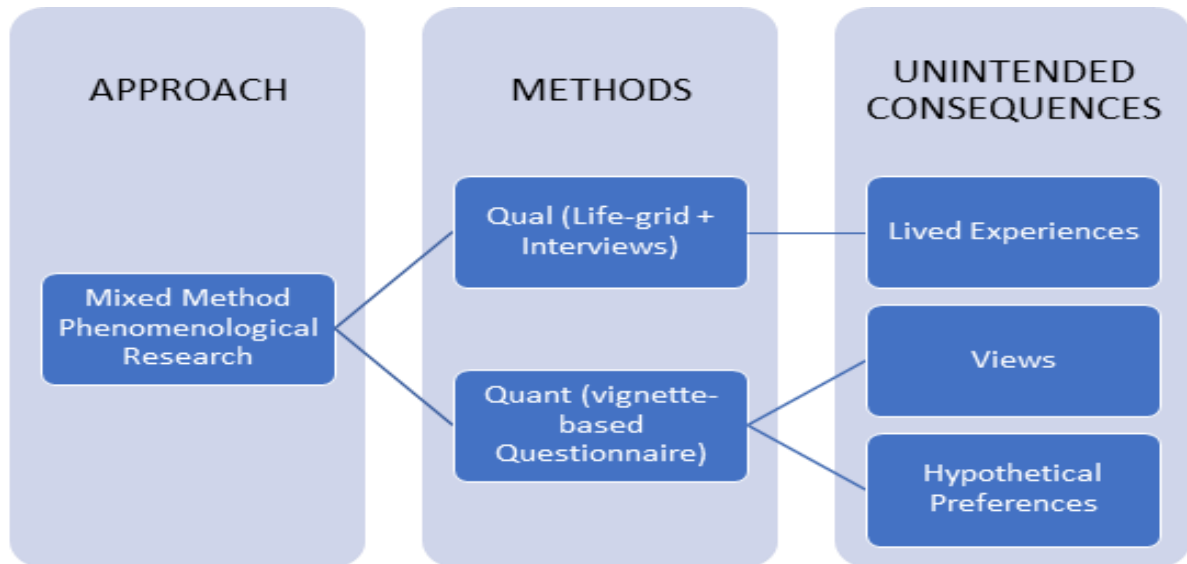 APPROACH
Mixed Method
Phenomenological
Research
METHODS
Qual (Life-grid +
Interviews)
Quant (vignette-
based
Questionnaire)
UNINTENDED
CONSEQUENCES
Lived Experiences
Views
Hypothetical
Preferences